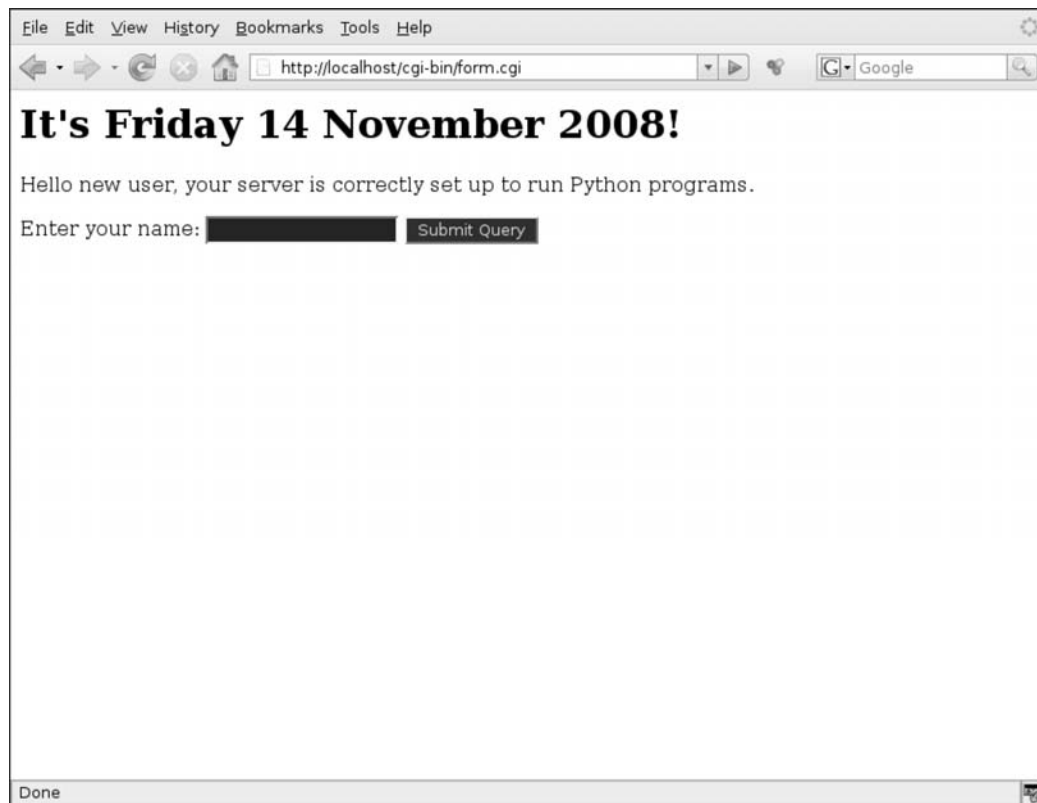 File Edit View History Bookmarks Tools Help
http://localhost/cgi-bin/form.cgi G Google
It's Friday 14 November 2008!
Hello new user, your server is correctly set up to run Python programs.
Enter your name: Submit Query
Done